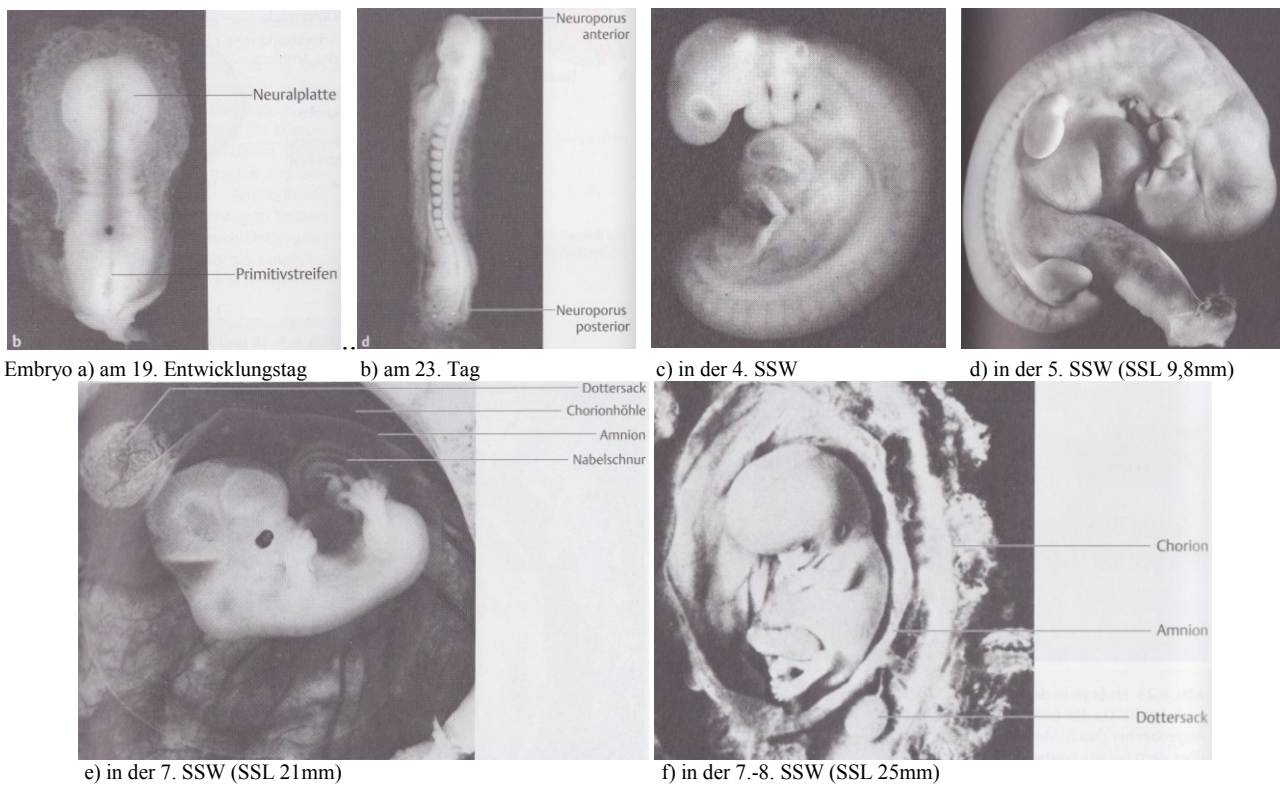 Neuroporus
anterior
Neuralplatte
Primitivstreifen
Neuroporus
posterior
b
d
..
Embryo a) am 19. Entwicklungstag
b) am 23. Tag
c) in der 4. SSW
d) in der 5. SSW (SSL 9,8mm)
Dottersack
Chorionhöhle
Amnion
Nabelschnur
Chorion
Amnion
Dottersack
e) in der 7. SSW (SSL 21mm)
f) in der 7.-8. SSW (SSL 25mm)